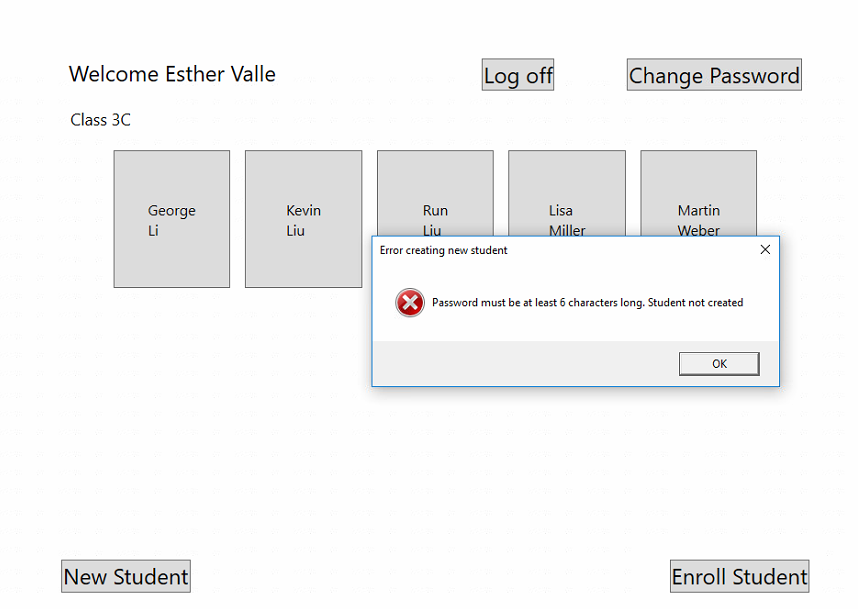 Welcome Esther Valle
Log off
Change Password
Class 3C
George
Li
Kevin
Liu
Run
Liu
Lisa
Miller
Martin
Weber
Error creating new student
Password must be at least 6 characters long. Student not created
OK
New Student
Enroll Student